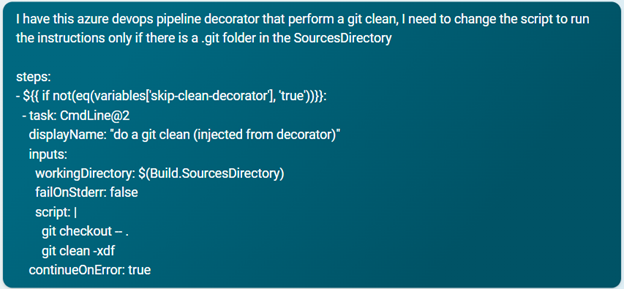 I have this azure devops pipeline decorator that perform a git clean, I need to change the script to run
the instructions only if there is a .git folder in the SourcesDirectory

steps:
- ${{ if not(eq(variables['skip-clean-decorator'], 'true'))}}:
  - task: CmdLine@2
    displayName: "do a git clean (injected from decorator)"
    inputs:
      workingDirectory: $(Build.SourcesDirectory)
      failOnStderr: false
      script: |
        git checkout -- .
        git clean -xdf
    continueOnError: true